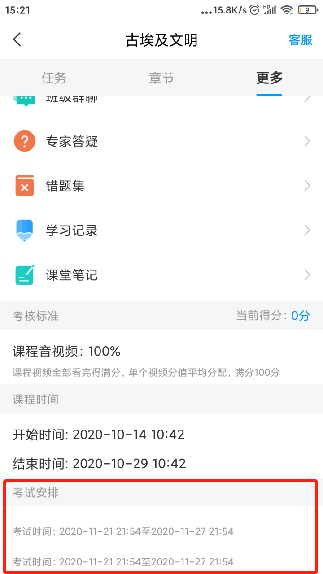 15:21
...15.8K/s
9
古埃及文明
客服
任务
章节
更多
班级群聊
专家答疑
错题集
学习记录
课堂笔记
考核标准
当前得分: 0分
课程音视频: 100%
课程视频全部看完得满分, 单个视频分值平均分配, 满分100分
课程时间
开始时间: 2020-10-14 10:42
结束时间: 2020-10-29 10:42
考试安排
考试时间: 2020-11-21 21:54至2020-11-27 21:54
考试时间: 2020-11-21 21:54至2020-11-27 21:54